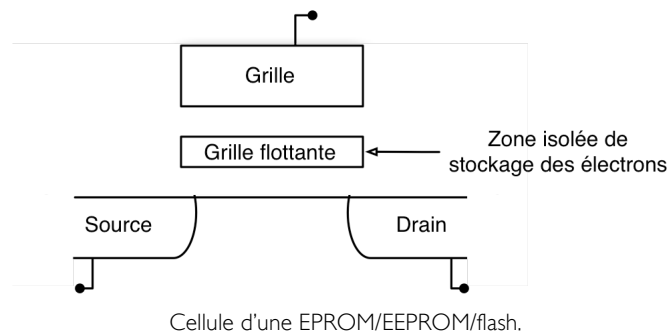 Grille
Grille flottante
Zone isolée de
stockage des électrons
Source
Drain
Cellule d'une EPROM/EEPROM/flash.